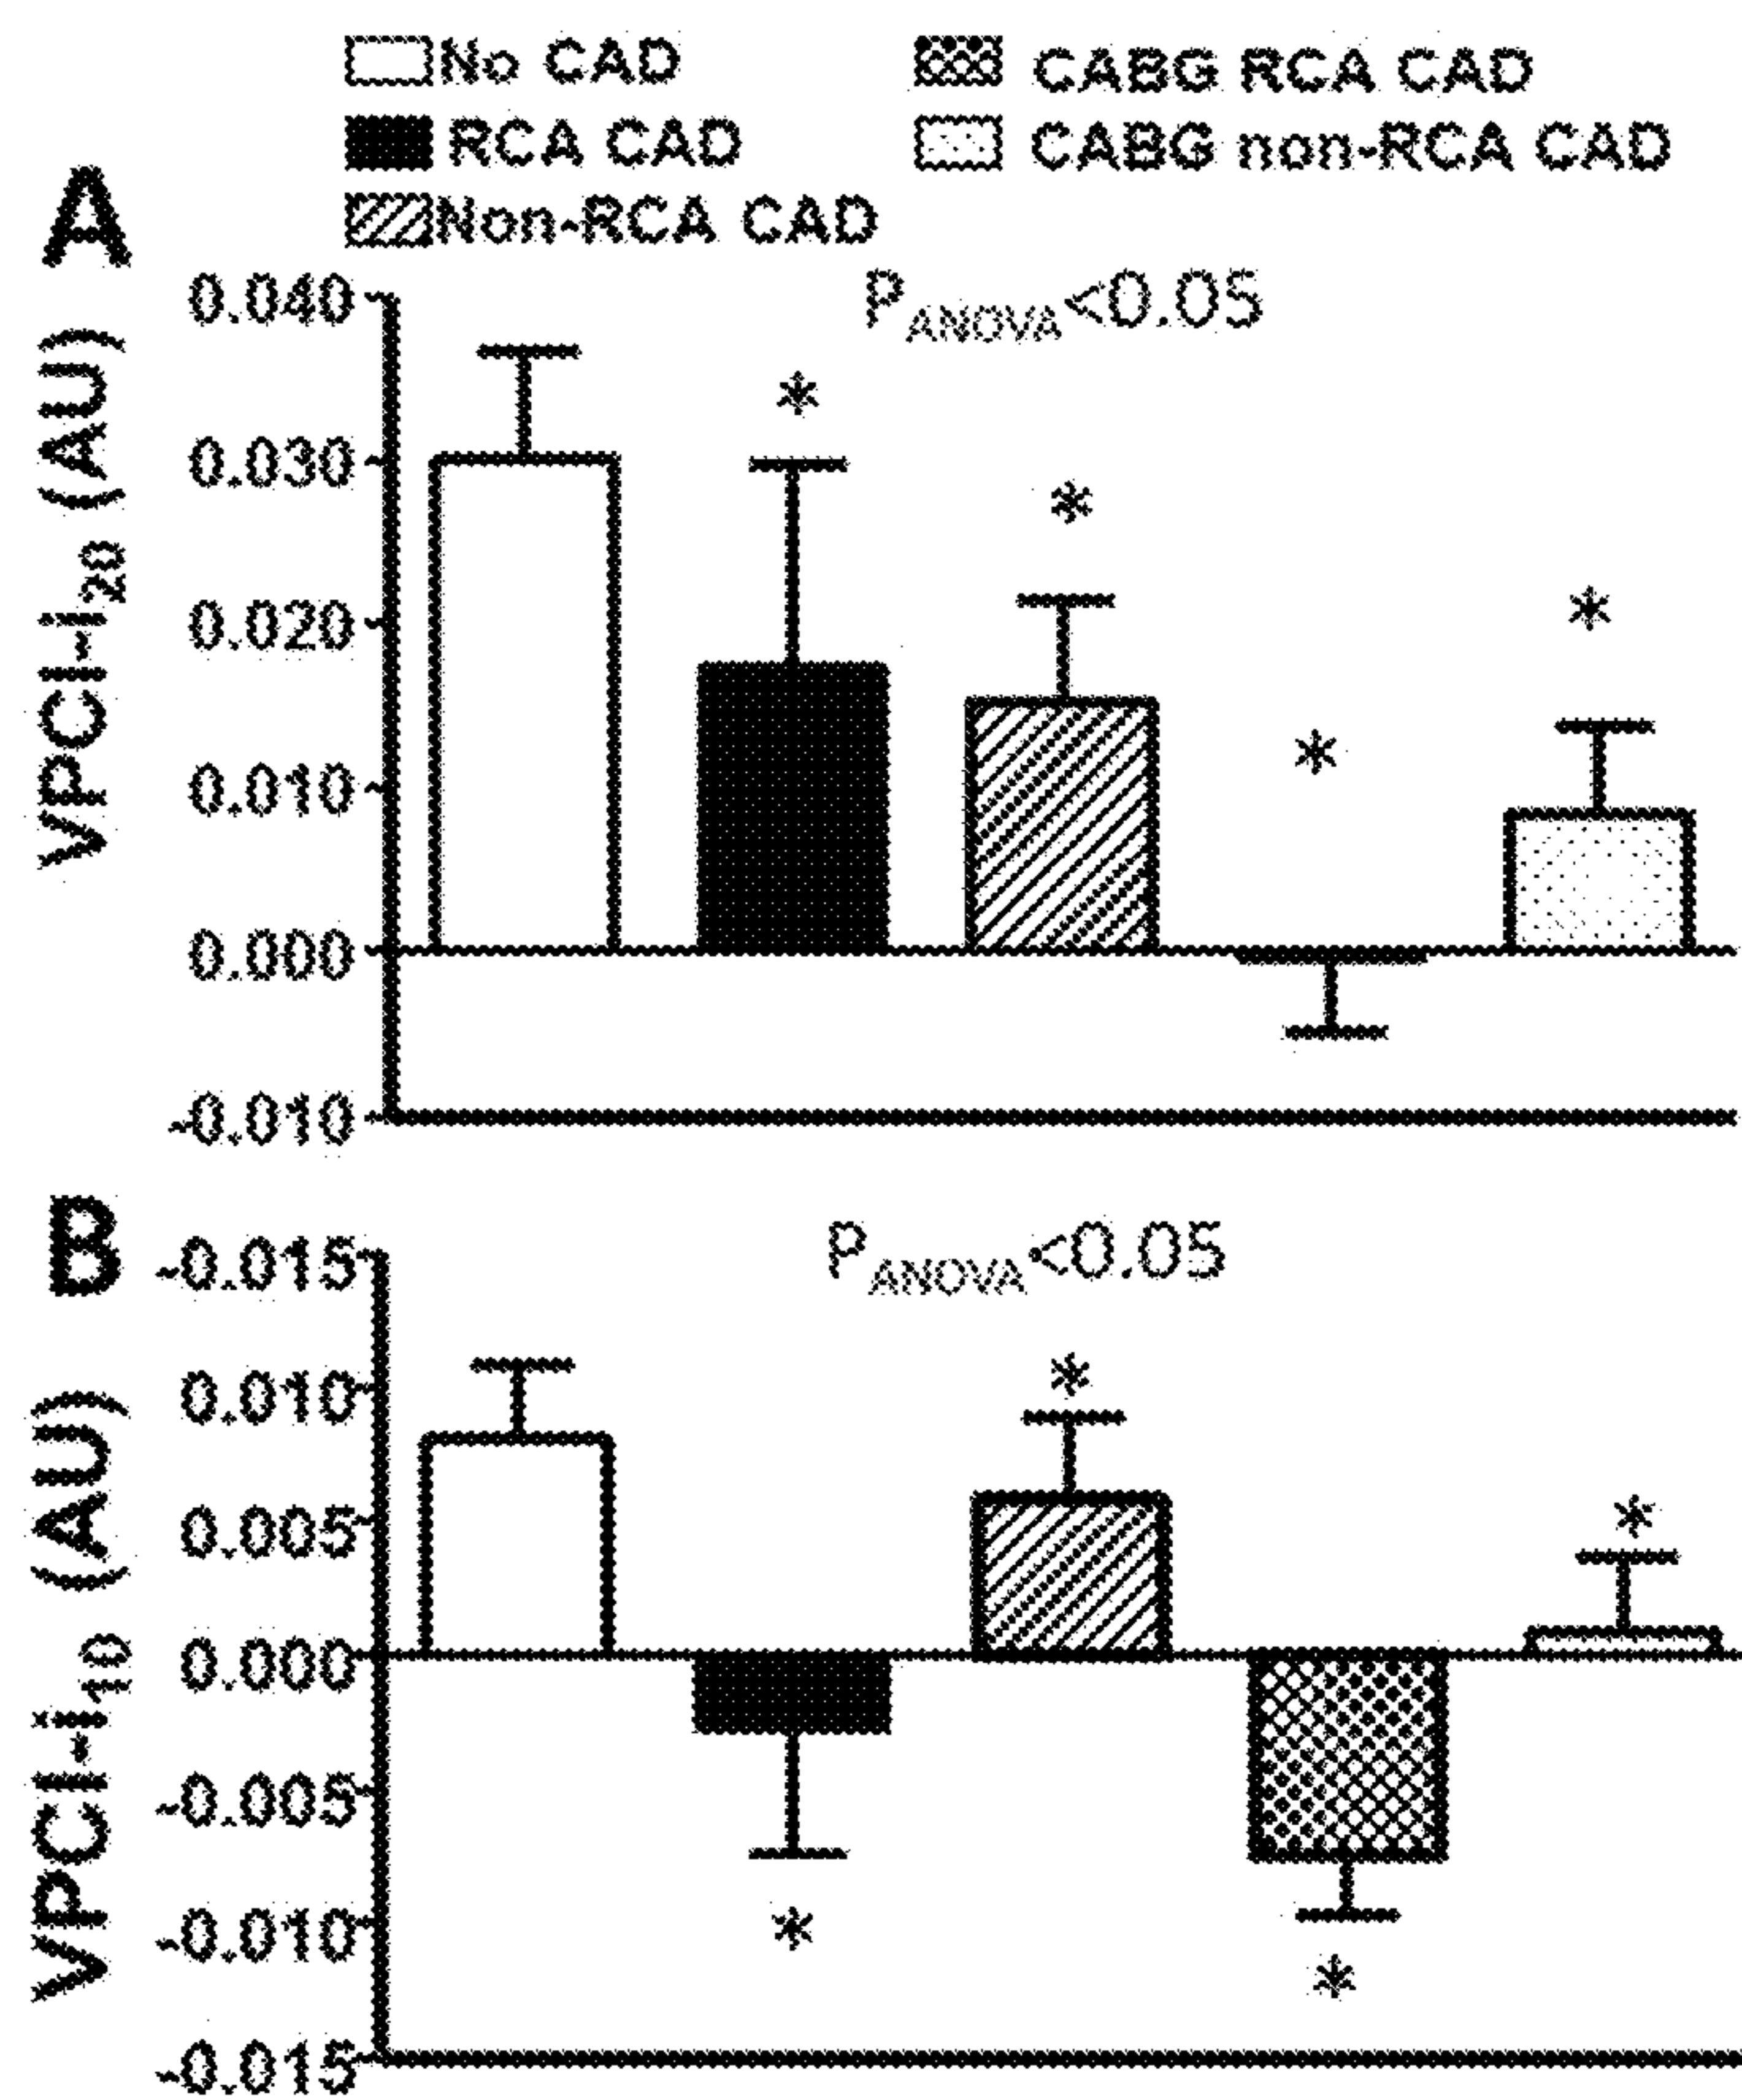 No CAD
CABG RCA CAD
RCA CAD
CABG non-RCA CAD
Non-RCA CAD
A
VPCI-I20 (AU)
PANOVA<0.05
0.040
*
0.030
*
0.020
*
*
0.010
0.000
-0.010
B
VPCI-I10 (AU)
PANOVA<0.05
-0.015
0.010
*
0.005
*
0.000
-0.005
-0.010
*
*
-0.015